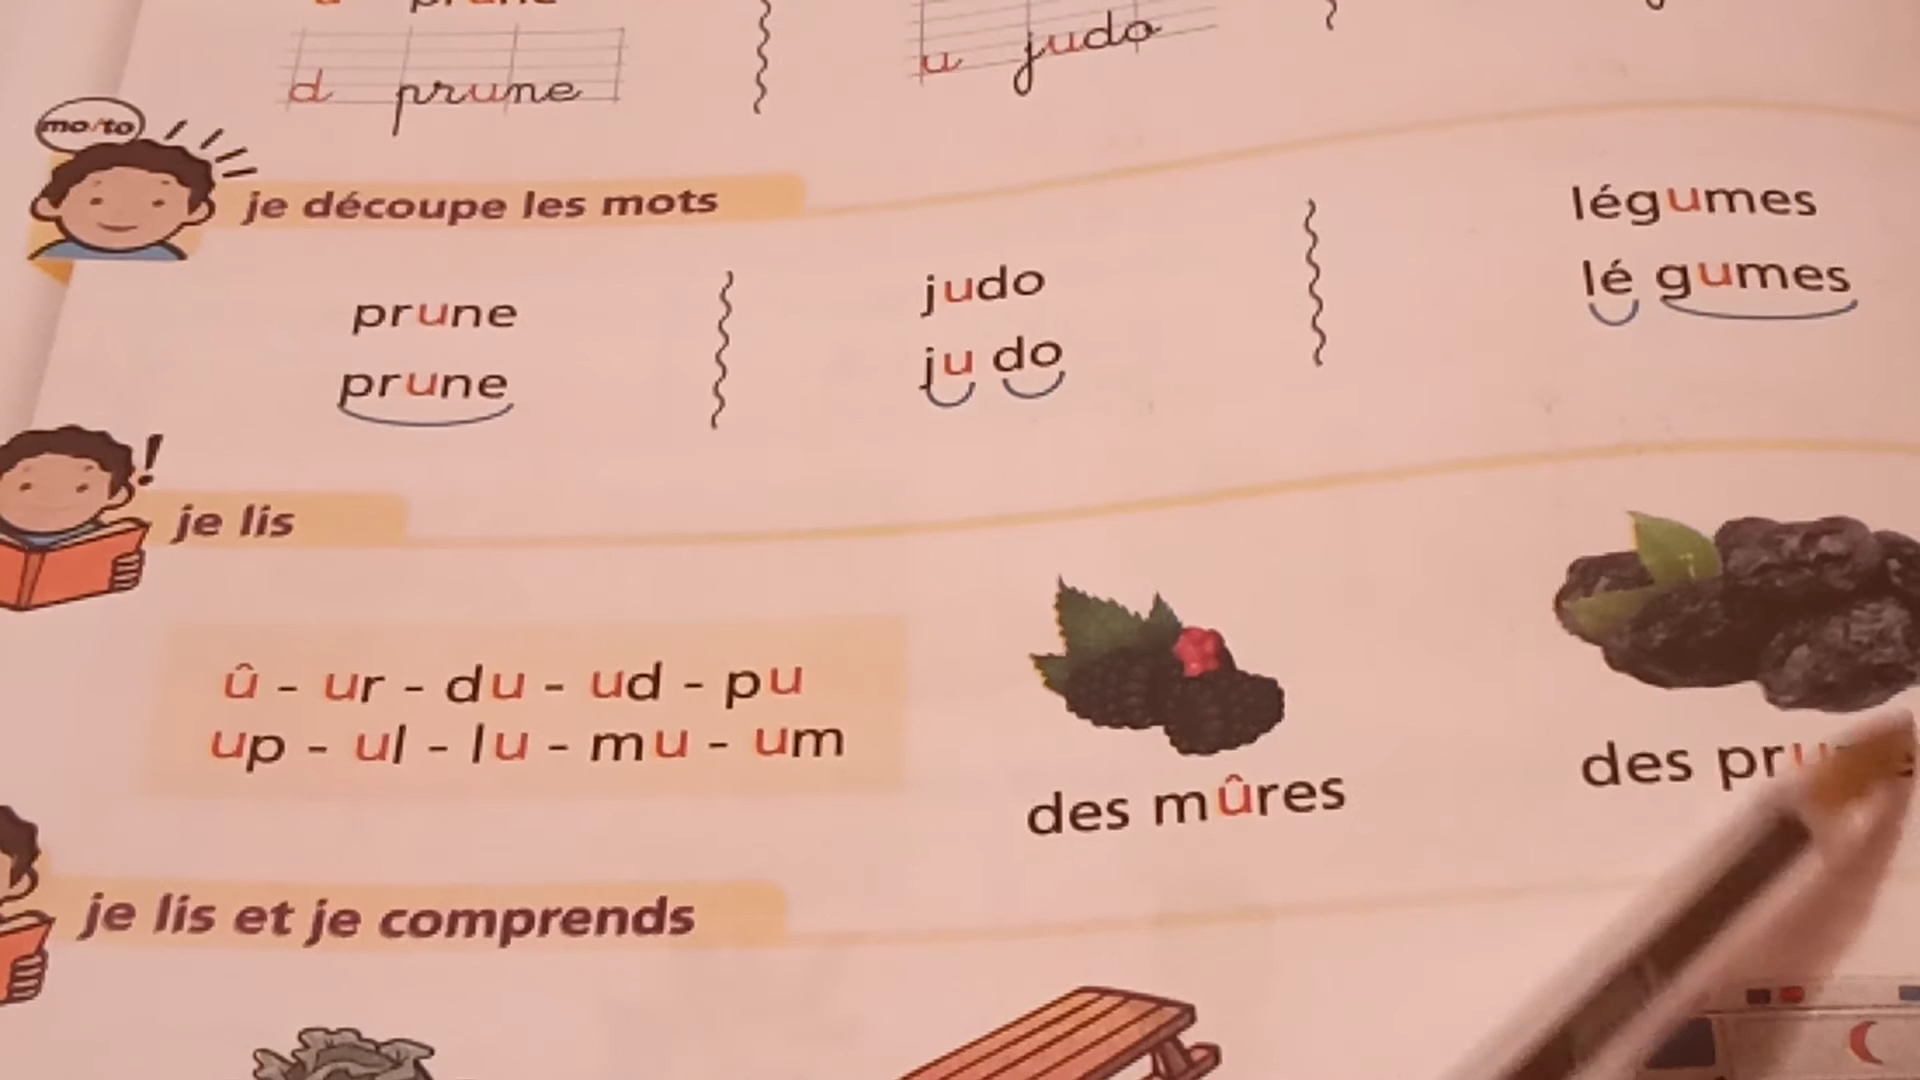 d prune
u judo
mo/to
je découpe les mots
prune
prune
judo
ju do
légumes
lé gumes
je lis
û - ur - du - ud - pu
up - ul - lu - mu - um
des mûres
des
je lis et je comprends